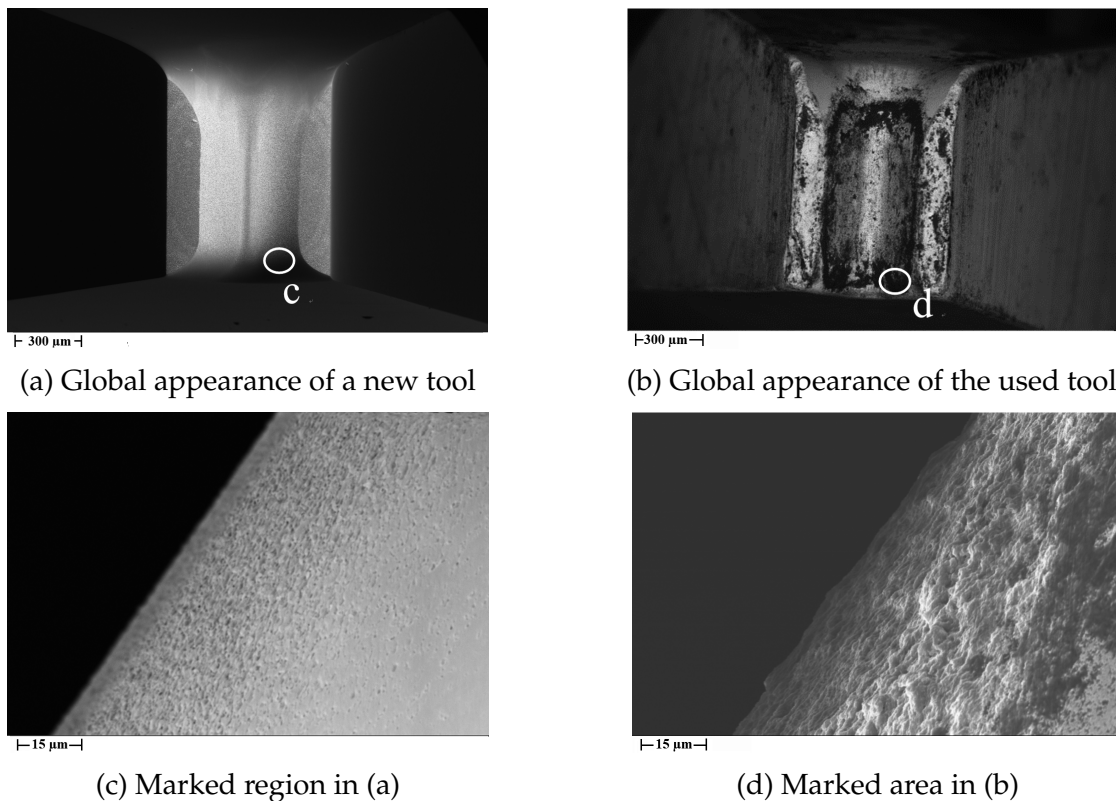 c
d
300 µm
300 µm
(a) Global appearance of a new tool
(b) Global appearance of the used tool
15 µm
15 µm
(c) Marked region in (a)
(d) Marked area in (b)